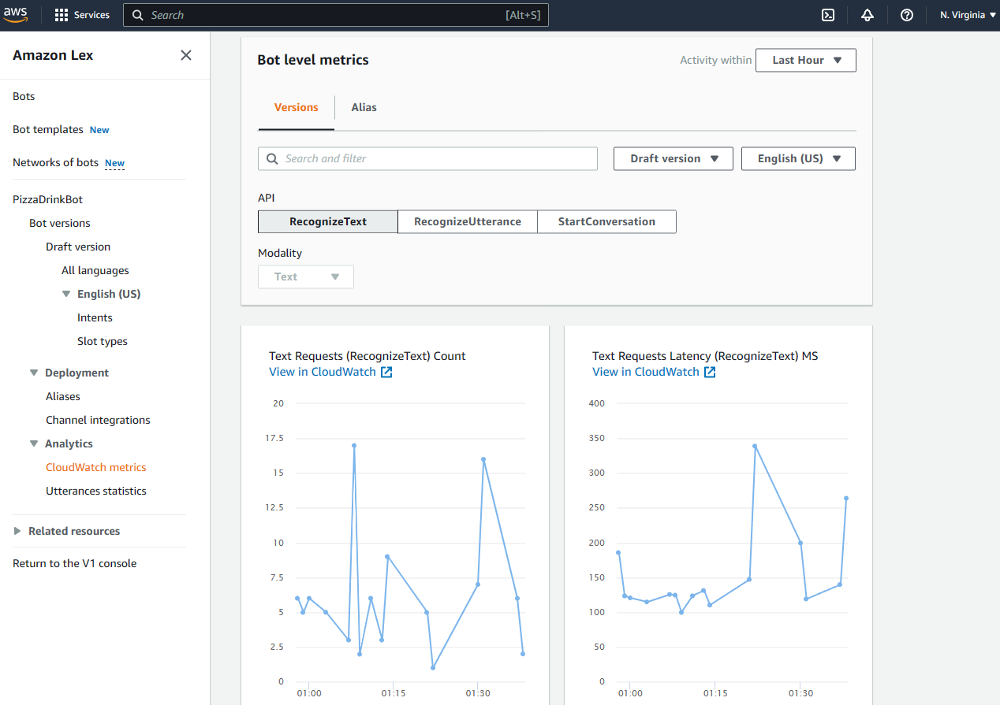 aws Services Search [Alt+S] N. Virginia
Amazon Lex
Bots
Bot templates New
Networks of bots New
PizzaDrinkBot
Bot versions
Draft version
All languages
English (US)
Intents
Slot types
Deployment
Aliases
Channel integrations
Analytics
CloudWatch metrics
Utterances statistics
Related resources
Return to the V1 console
Bot level metrics
Activity within Last Hour
Versions Alias
Search and filter Draft version English (US)
API
RecognizeText RecognizeUtterance StartConversation
Modality
Text
Text Requests (RecognizeText) Count
View in CloudWatch
20
17.5
15
12.5
10
7.5
5
2.5
0
01:00 01:15 01:30
Text Requests Latency (RecognizeText) MS
View in CloudWatch
400
350
300
250
200
150
100
50
0
01:00 01:15 01:30